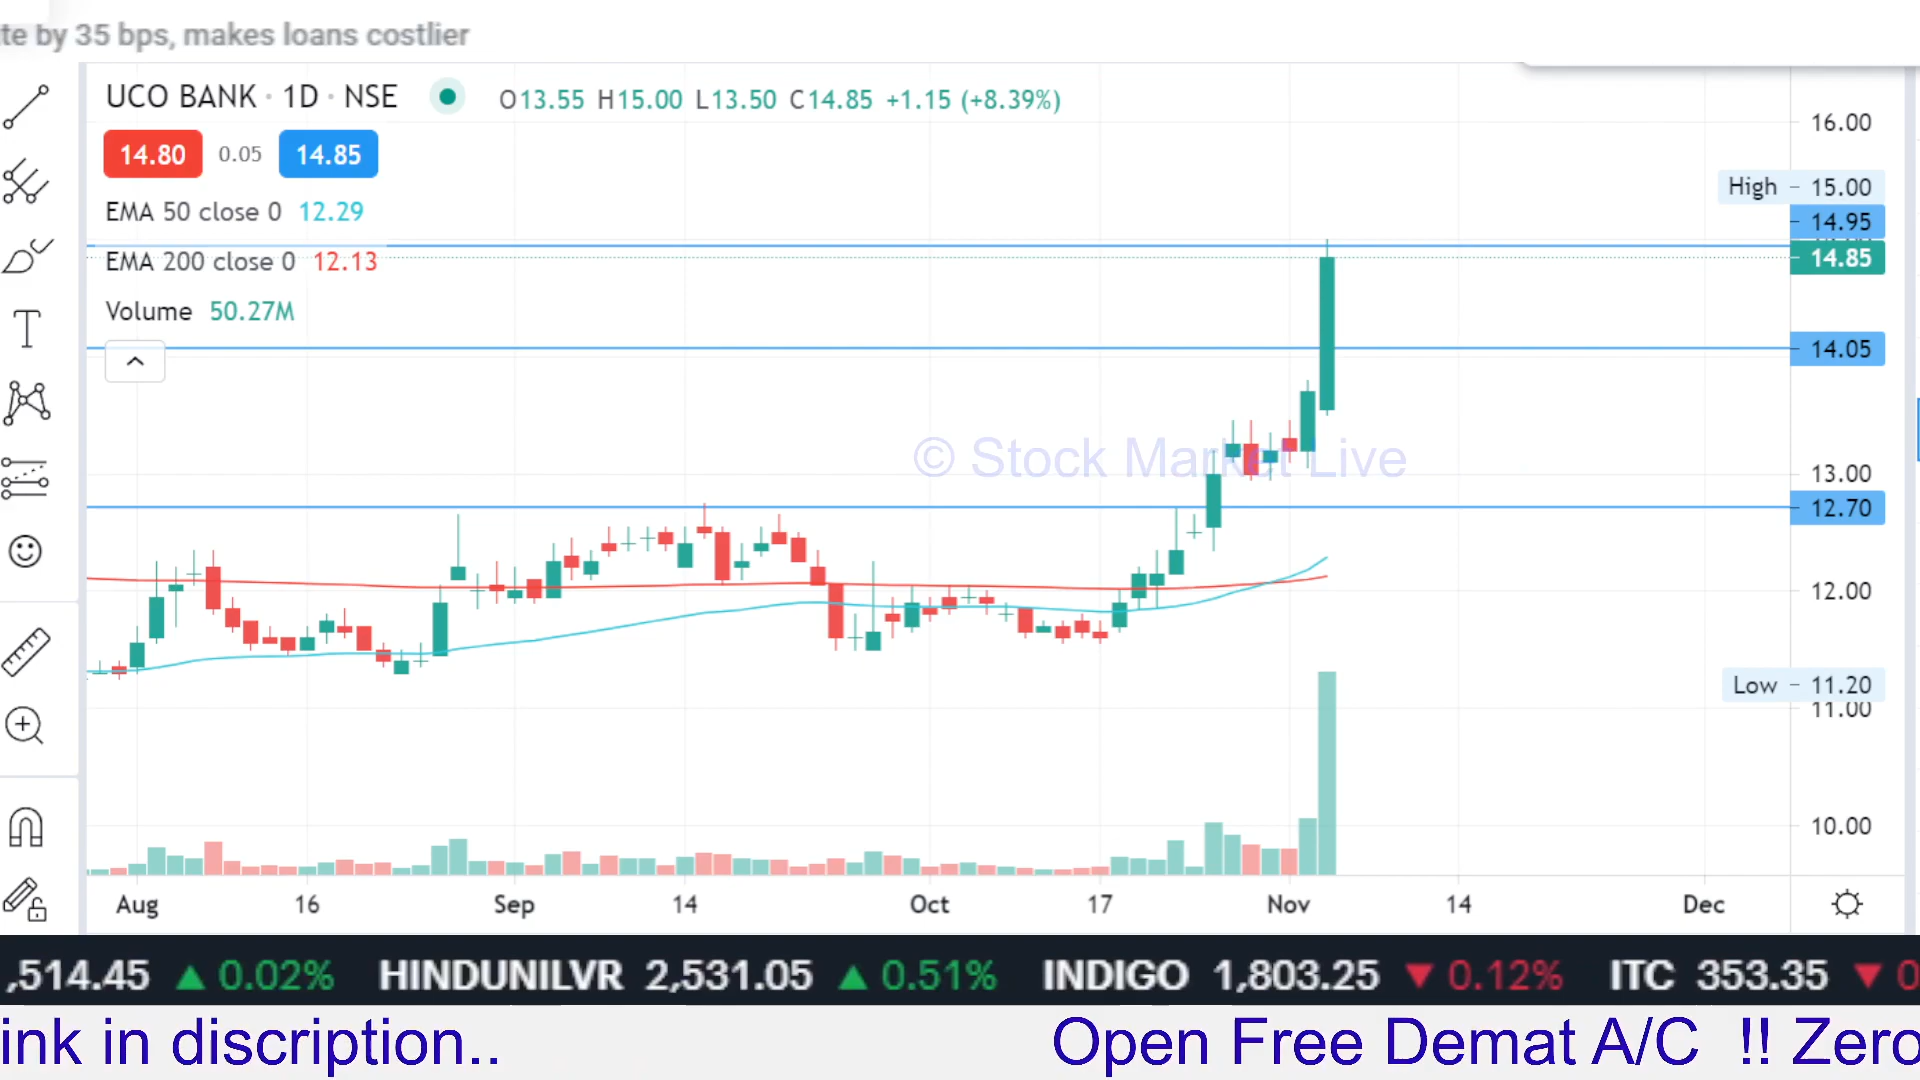 te by 35 bps, makes loans costlier
UCO BANK · 1D · NSE O13.55 H15.00 L13.50 C14.85 +1.15 (+8.39%)
14.80 0.05 14.85
EMA 50 close 0 12.29
EMA 200 close 0 12.13
Volume 50.27M
16.00
High 15.00
14.95
14.85
14.05
13.00
12.70
12.00
Low 11.20
11.00
10.00
© Stock Market Live
Aug 16 Sep 14 Oct 17 Nov 14 Dec
,514.45 ▲ 0.02% HINDUNILVR 2,531.05 ▲ 0.51% INDIGO 1,803.25 ▼ 0.12% ITC 353.35 ▼ 0
ink in discription.. Open Free Demat A/C !! Zero